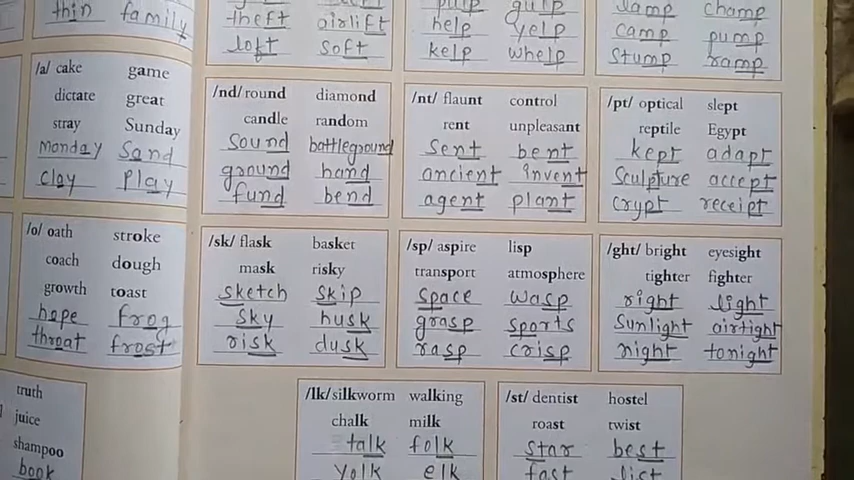 thin family
theft airlift
loft soft
pulp gulp
help yelp
kelp whelp
lamp champ
camp pump
stump ramp
/a/ cake game
dictate great
stray Sunday
Monday Sand
clay Play
/nd/ round diamond
candle random
Sound battleground
ground hand
fund bend
/nt/ flaunt control
rent unpleasant
Sent bent
ancient invent
agent plant
/pt/ optical slept
reptile Egypt
kept adapt
Sculpture accept
Crypt receipt
/o/ oath stroke
coach dough
growth toast
hope frog
throat frost
/sk/ flask basket
mask risky
sketch Skip
Sky husk
risk dusk
/sp/ aspire lisp
transport atmosphere
Space wasp
grasp sports
rasp crisp
/ght/ bright eyesight
tighter fighter
right light
Sunlight airtight
night tonight
truth
juice
shampoo
book
/lk/ silkworm walking
chalk milk
talk folk
yolk elk
/st/ dentist hostel
roast twist
Star best
fast list